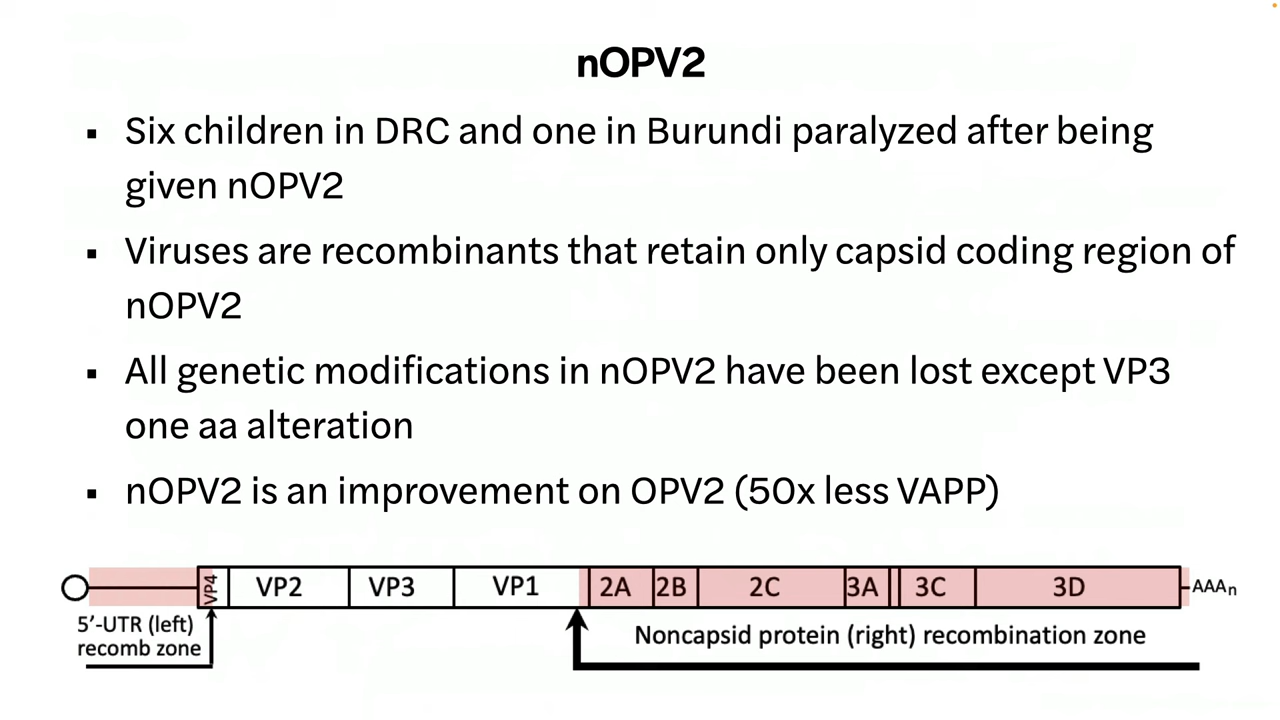 nOPV2
▪ Six children in DRC and one in Burundi paralyzed after being
given nOPV2
▪ Viruses are recombinants that retain only capsid coding region of
nOPV2
▪ All genetic modifications in nOPV2 have been lost except VP3
one aa alteration
▪ nOPV2 is an improvement on OPV2 (50x less VAPP)
VP4 VP2 VP3 VP1 2A 2B 2C 3A 3C 3D AAAn
5’-UTR (left)
recomb zone
Noncapsid protein (right) recombination zone